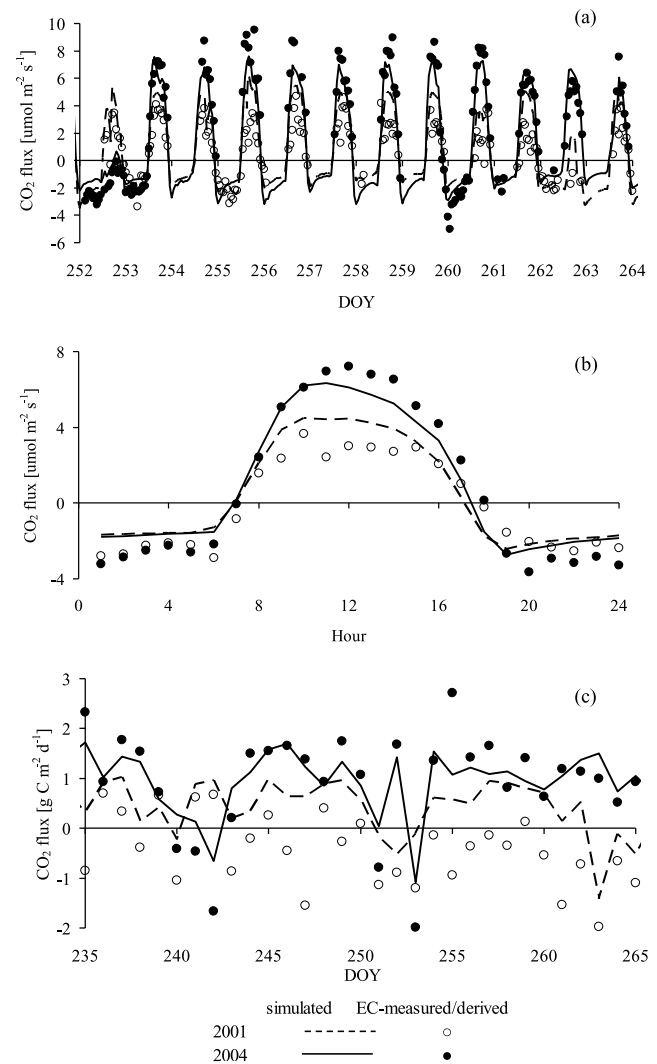 (a)
10
8
6
4
2
0
-2
-4
-6
CO₂ flux [umol m⁻² s⁻¹]
252 253 254 255 256 257 258 259 260 261 262 263 264
DOY
(b)
8
4
0
-4
CO₂ flux [umol m⁻² s⁻¹]
0 4 8 12 16 20 24
Hour
(c)
3
2
1
0
-1
-2
CO₂ flux [g C m⁻² d⁻¹]
235 240 245 250 255 260 265
DOY
simulated EC-measured/derived
2001
2004